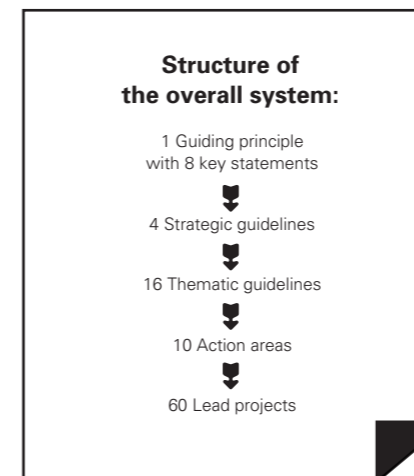 Structure of
the overall system:
1 Guiding principle
with 8 key statements
4 Strategic guidelines
16 Thematic guidelines
10 Action areas
60 Lead projects